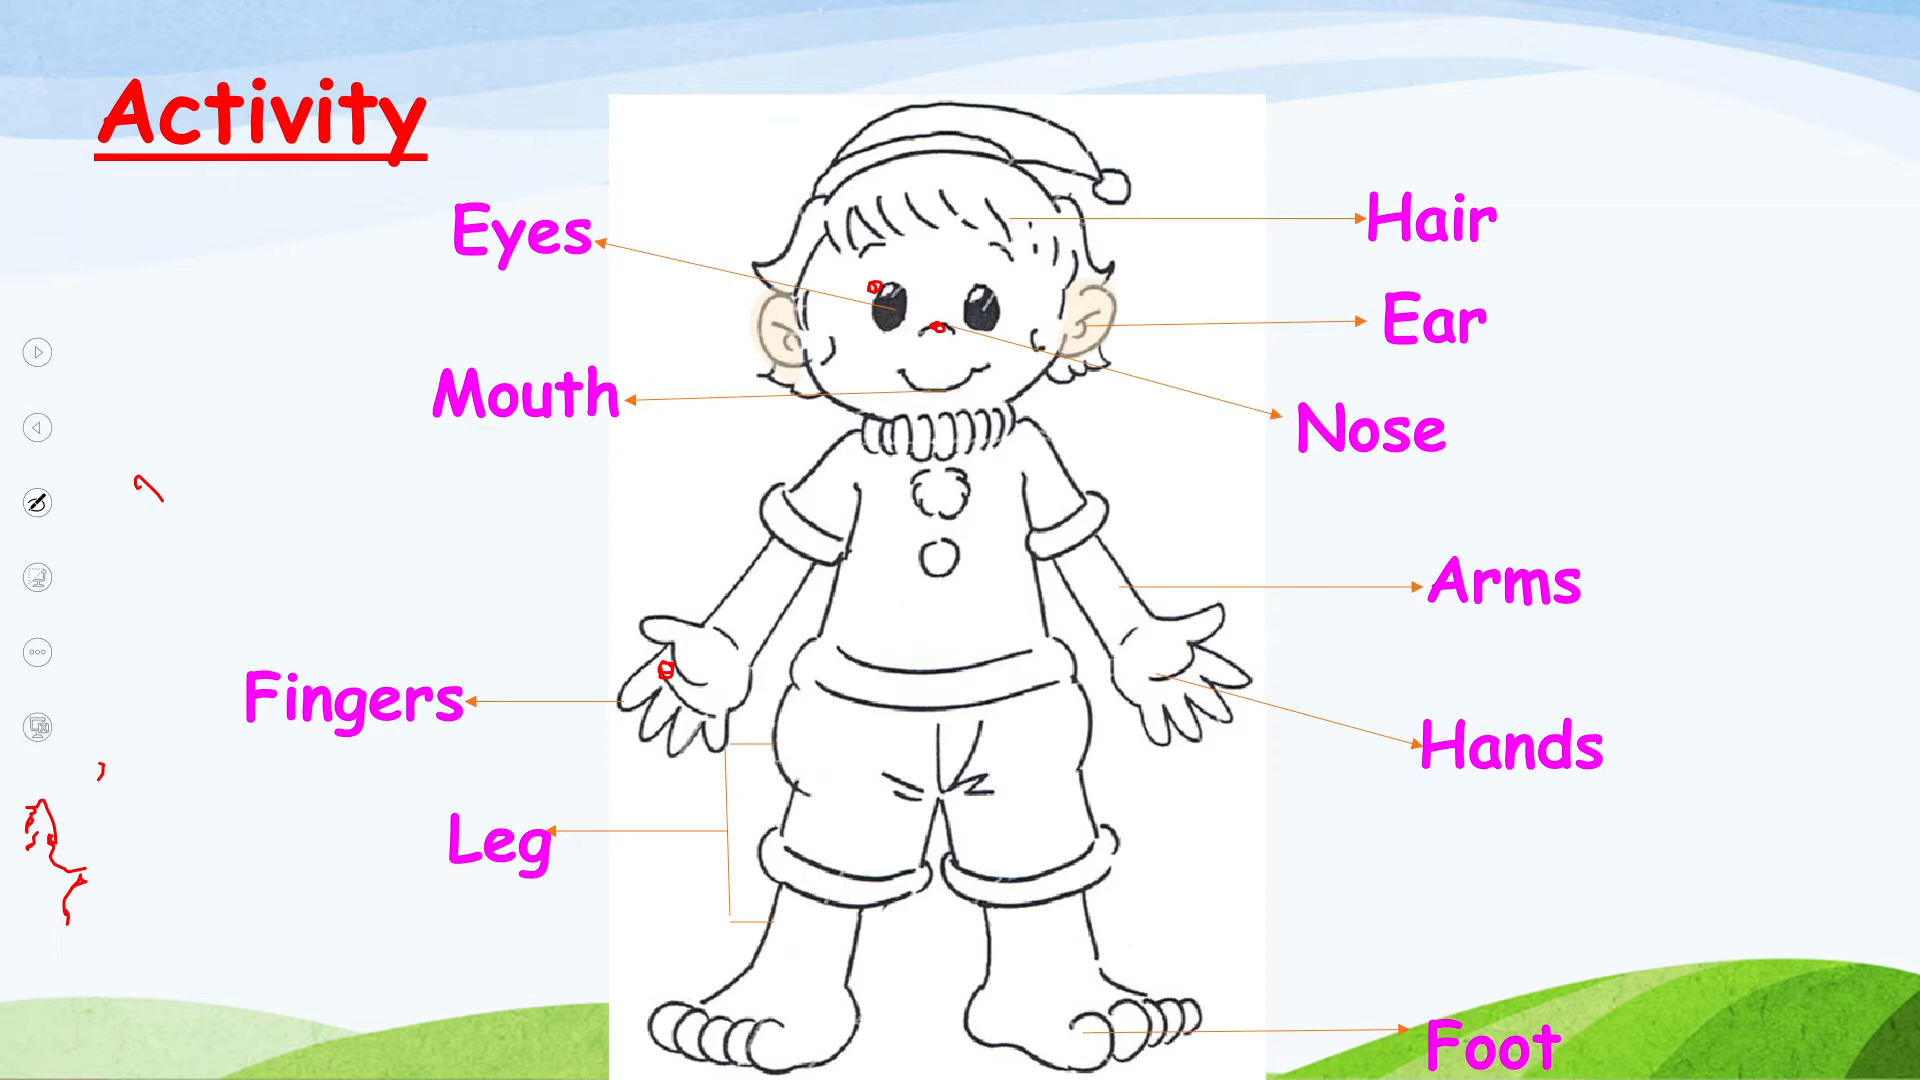 Activity
Eyes
Hair
Ear
Mouth
Nose
Arms
Fingers
Hands
Leg
Foot